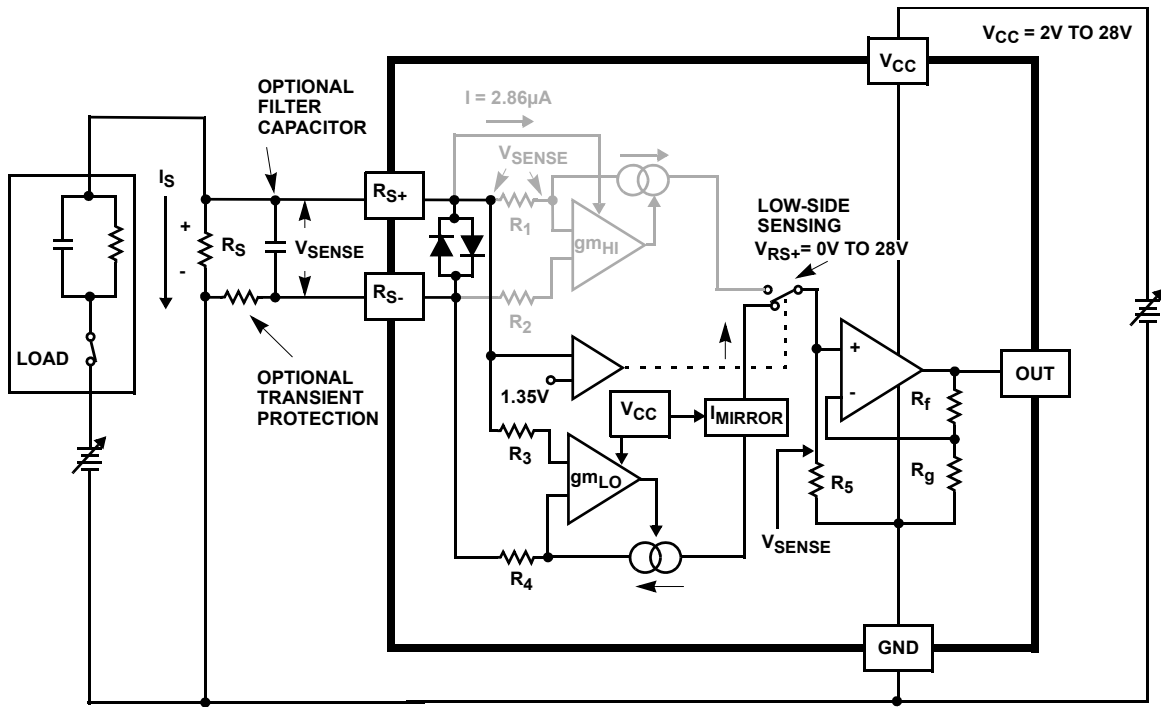 VCC = 2V TO 28V
VCC
OPTIONAL
FILTER
CAPACITOR
I = 2.86µA
VSENSE
IS
RS+
R1
gmHI
LOW-SIDE
SENSING
VRS+ = 0V TO 28V
+
RS
-
VSENSE
RS-
R2
LOAD
OPTIONAL
TRANSIENT
PROTECTION
1.35V
VCC
IMIRROR
+
-
OUT
Rf
R3
gmLO
R5
Rg
VSENSE
R4
GND